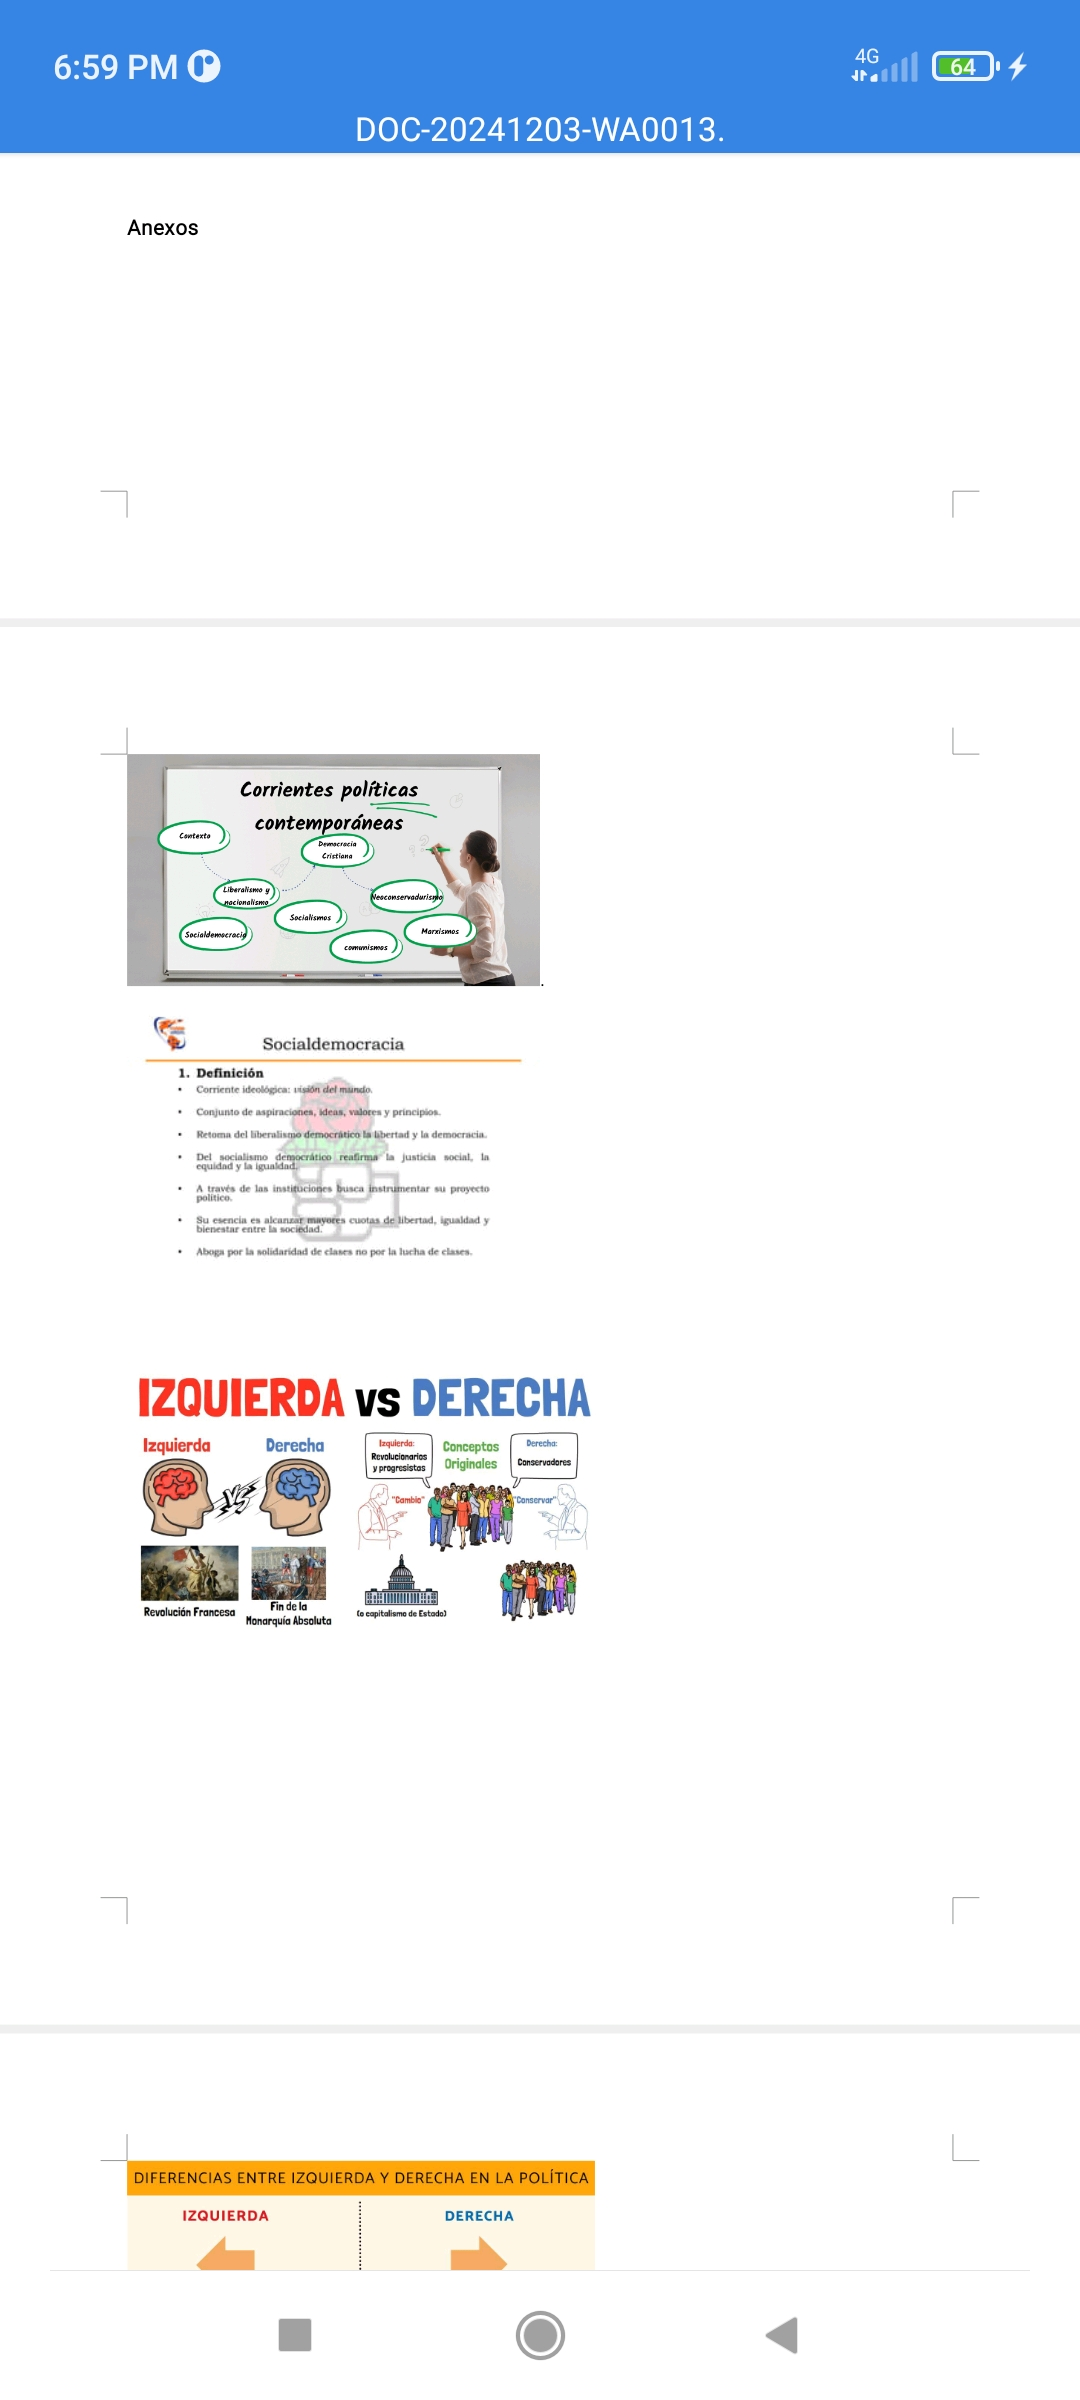 6:59 PM
4G
64
DOC-20241203-WA0013.
Anexos
Corrientes políticas
contemporáneas
Contexto
Democracia
Cristiana
Liberalismo y
nacionalismo
Neoconservadurismo
Socialismos
Socialdemocracia
Marxismos
comunismos
.
Socialdemocracia
1. Definición
• Corriente ideológica: visión del mundo.
• Conjunto de aspiraciones, ideas, valores y principios.
• Retoma del liberalismo democrático la libertad y la democracia.
• Del socialismo democrático reafirma la justicia social, la
equidad y la igualdad.
• A través de las instituciones busca instrumentar su proyecto
político.
• Su esencia es alcanzar mayores cuotas de libertad, igualdad y
bienestar entre la sociedad.
• Aboga por la solidaridad de clases no por la lucha de clases.
IZQUIERDA VS DERECHA
Izquierda
Derecha
VS
Izquierda:
Revolucionarios
y progresistas
Conceptos
Originales
Derecha:
Conservadores
"Cambio"
"Conservar"
Revolución Francesa
Fin de la
Monarquía Absoluta
(o capitalismo de Estado)
DIFERENCIAS ENTRE IZQUIERDA Y DERECHA EN LA POLÍTICA
IZQUIERDA
DERECHA